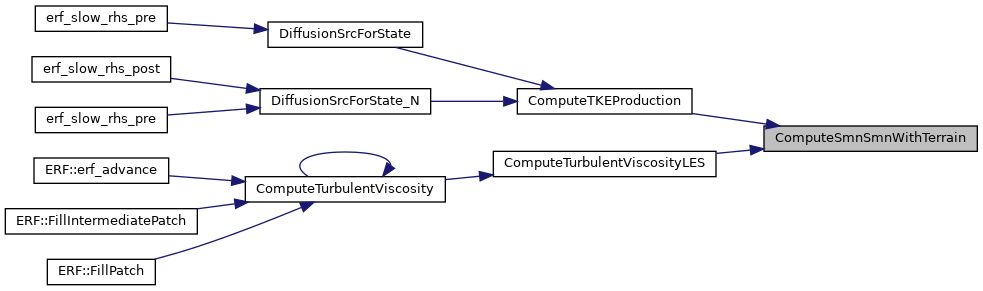 erf_slow_rhs_pre
DiffusionSrcForState
erf_slow_rhs_post
DiffusionSrcForState_N
ComputeTKEProduction
erf_slow_rhs_pre
ComputeSmnSmnWithTerrain
ERF::erf_advance
ComputeTurbulentViscosityLES
ComputeTurbulentViscosity
ERF::FillIntermediatePatch
ERF::FillPatch